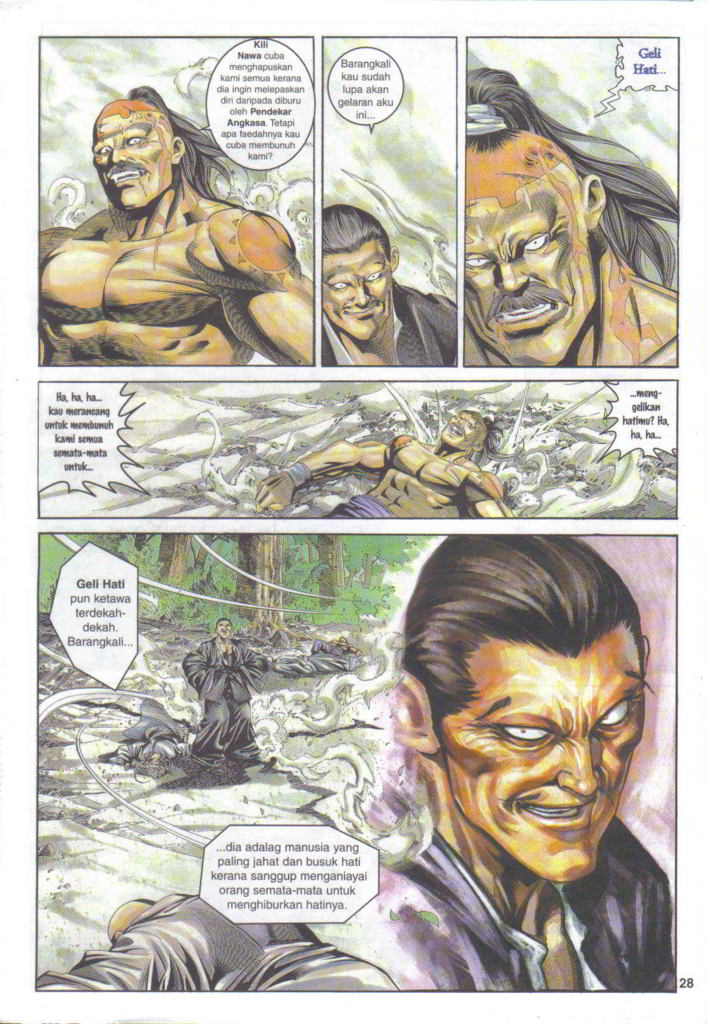 Kili
Nawa cuba
menghapuskan
kami semua kerana
dia ingin melepaskan
diri daripada diburu
oleh Pendekar
Angkasa. Tetapi
apa faedahnya kau
cuba membunuh
kami?
Barangkali
kau sudah
lupa akan
gelaran aku
ini...
Geli
Hati...
Ha, ha, ha...
kau merancang
untuk membunuh
kami semua
semata-mata
untuk...
...meng-
gelikan
hatimu? Ha,
ha, ha...
Geli Hati
pun ketawa
terdekah-
dekah.
Barangkali...
...dia adalag manusia yang
paling jahat dan busuk hati
kerana sanggup menganiayai
orang semata-mata untuk
menghiburkan hatinya.
28